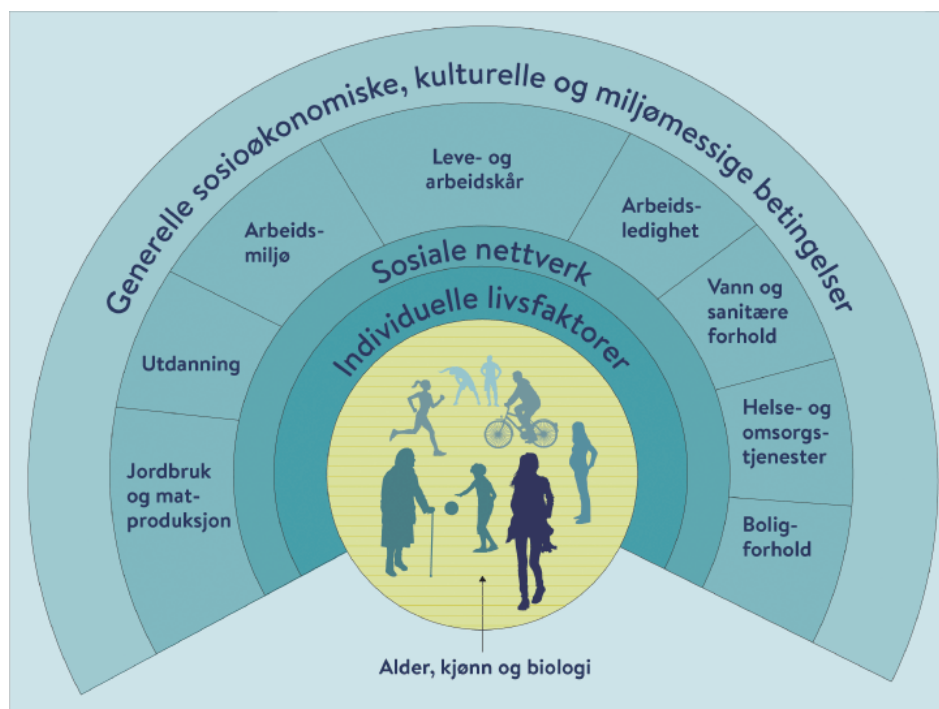 Generelle sosioøkonomiske, kulturelle og miljømessige betingelser
Leve- og
arbeidskår
Arbeids-
miljø
Arbeids-
ledighet
Sosiale nettverk
Vann og
sanitære
forhold
Individuelle livsfaktorer
Utdanning
Helse- og
omsorgs-
tjenester
Jordbruk
og mat-
produksjon
Bolig-
forhold
Alder, kjønn og biologi